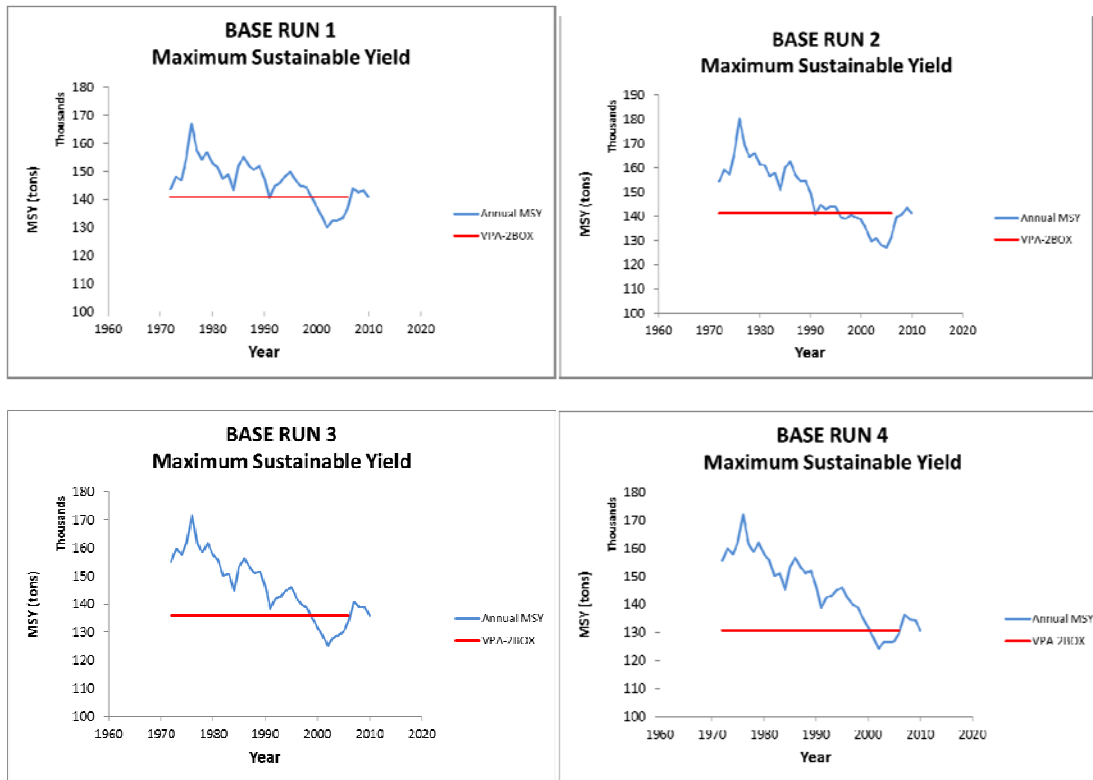 BASE RUN 1
Maximum Sustainable Yield
Thousands
MSY (tons)
180
170
160
150
140
130
120
110
100
1960
1970
1980
1990
2000
2010
2020
Year
Annual MSY
VPA-2BOX
BASE RUN 2
Maximum Sustainable Yield
Thousands
MSY (tons)
190
180
170
160
150
140
130
120
110
100
1960
1970
1980
1990
2000
2010
2020
Year
Annual MSY
VPA-2BOX
BASE RUN 3
Maximum Sustainable Yield
Thousands
MSY (tons)
180
170
160
150
140
130
120
110
100
1960
1970
1980
1990
2000
2010
2020
Year
Annual MSY
VPA-2BOX
BASE RUN 4
Maximum Sustainable Yield
Thousands
MSY (tons)
180
170
160
150
140
130
120
110
100
1960
1970
1980
1990
2000
2010
2020
Year
Annual MSY
VPA 2BOX